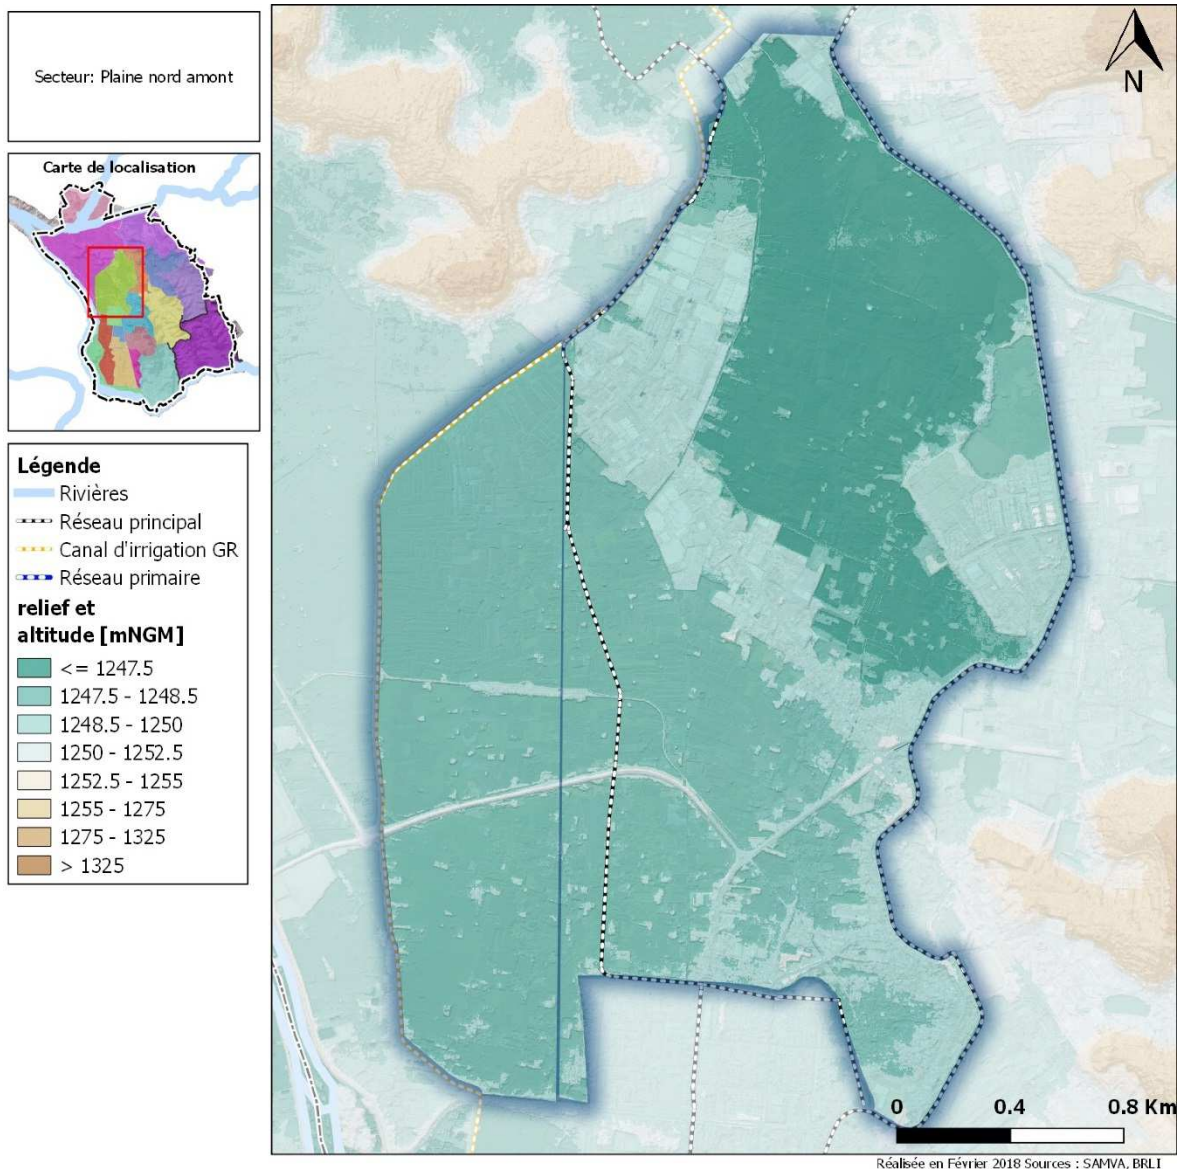 Secteur: Plaine nord amont
Carte de localisation
Légende
Rivières
Réseau principal
Canal d'irrigation GR
Réseau primaire
relief et
altitude [mNGM]
<= 1247.5
1247.5 - 1248.5
1248.5 - 1250
1250 - 1252.5
1252.5 - 1255
1255 - 1275
1275 - 1325
> 1325
N
0 0.4 0.8 Km
Réalisée en Février 2018 Sources : SAMVA, BRLI